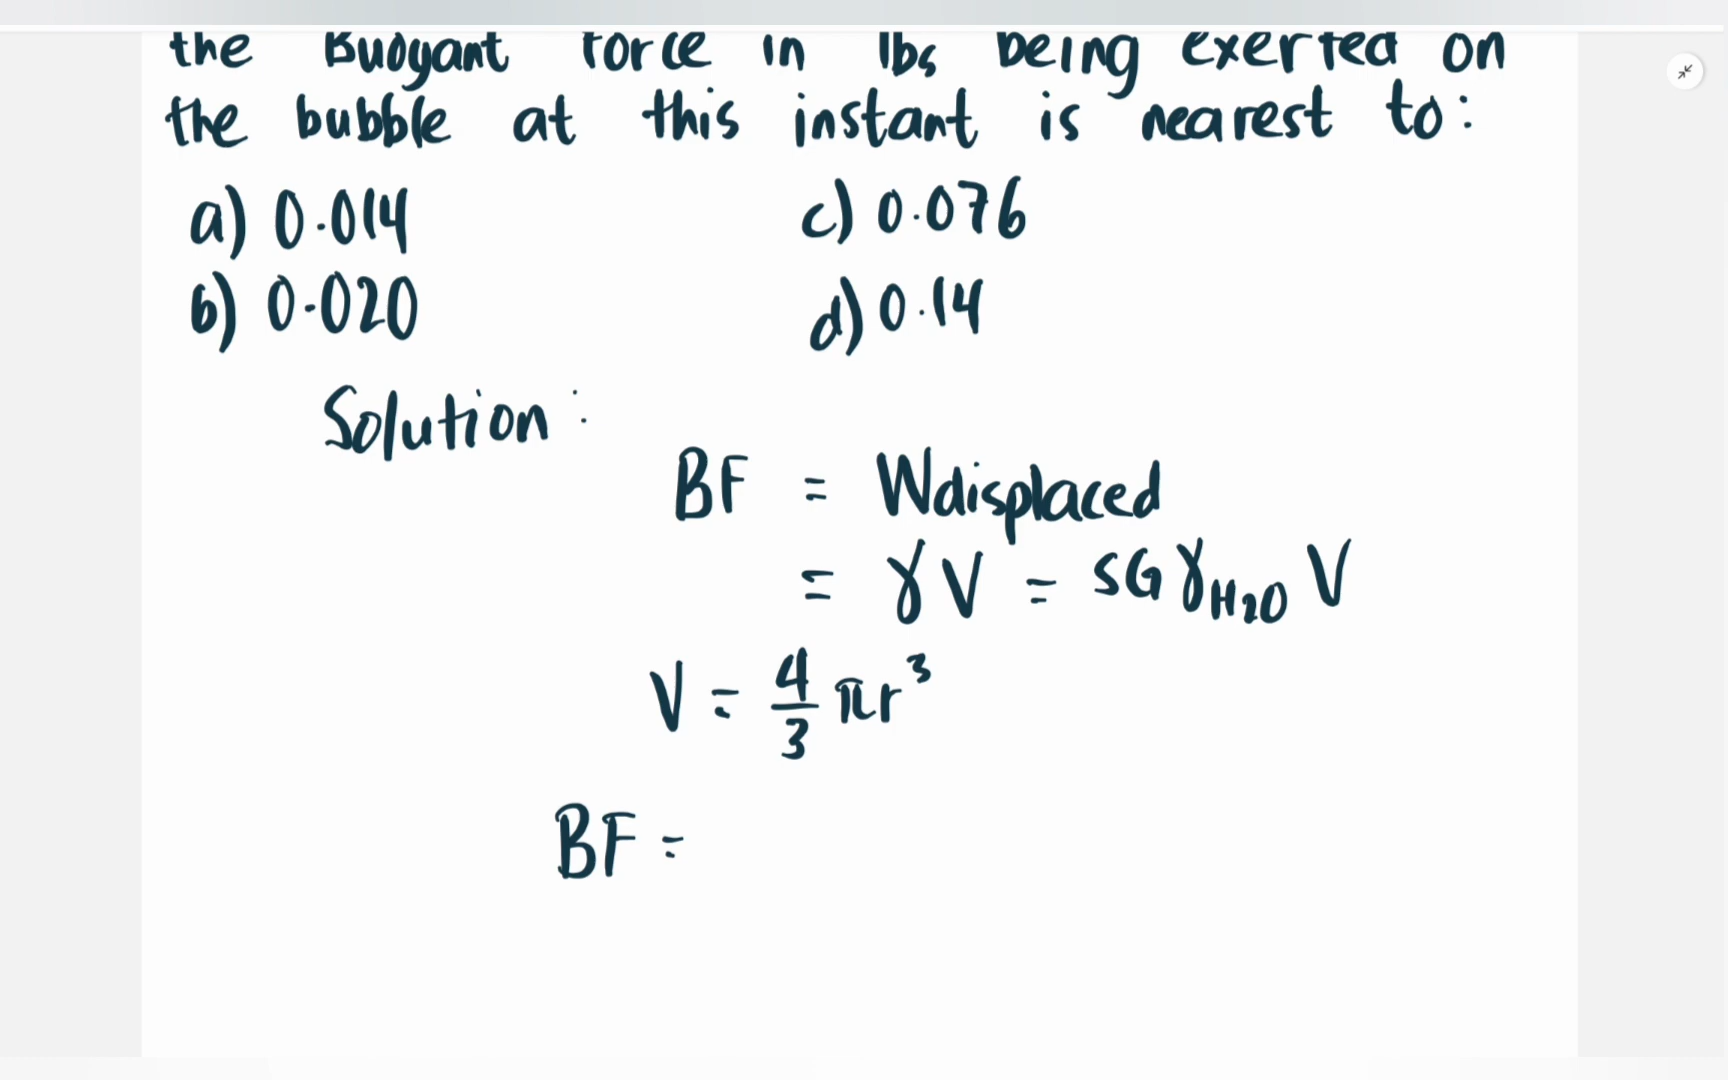 the Buoyant force in lbs being exerted on
the bubble at this instant is nearest to:
a) 0.014 c) 0.076
b) 0.020 d) 0.14
Solution:
BF = Wdisplaced
= γV = SG γH2O V
V = 4/3 πr³
BF =